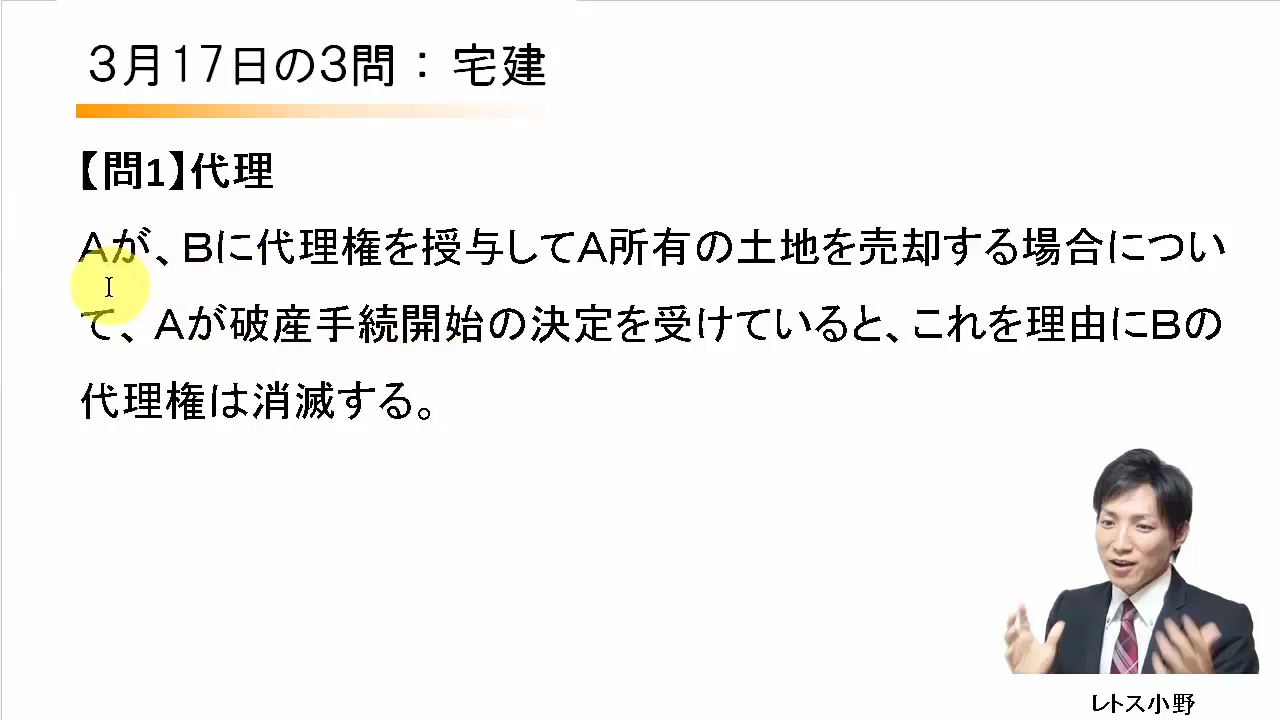 3月17日の3問：宅建
【問1】代理
Ａが、Ｂに代理権を授与してＡ所有の土地を売却する場合につい
て、Ａが破産手続開始の決定を受けていると、これを理由にＢの
代理権は消滅する。
レトス小野